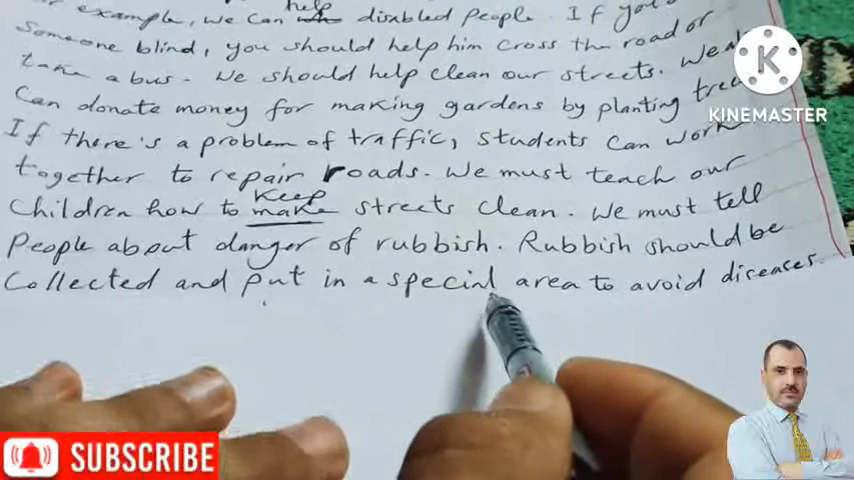 example, we can help disabled people. If you
someone blind, you should help him cross the road or
take a bus. We should help clean our streets. We
can donate money for making gardens by planting trees
If there's a problem of traffic, students can work
together to repair roads. We must teach our
children how to keep make streets clean. We must tell
people about danger of rubbish. Rubbish should be
collected and put in a special area to avoid diseases.
K
KINEMASTER
SUBSCRIBE